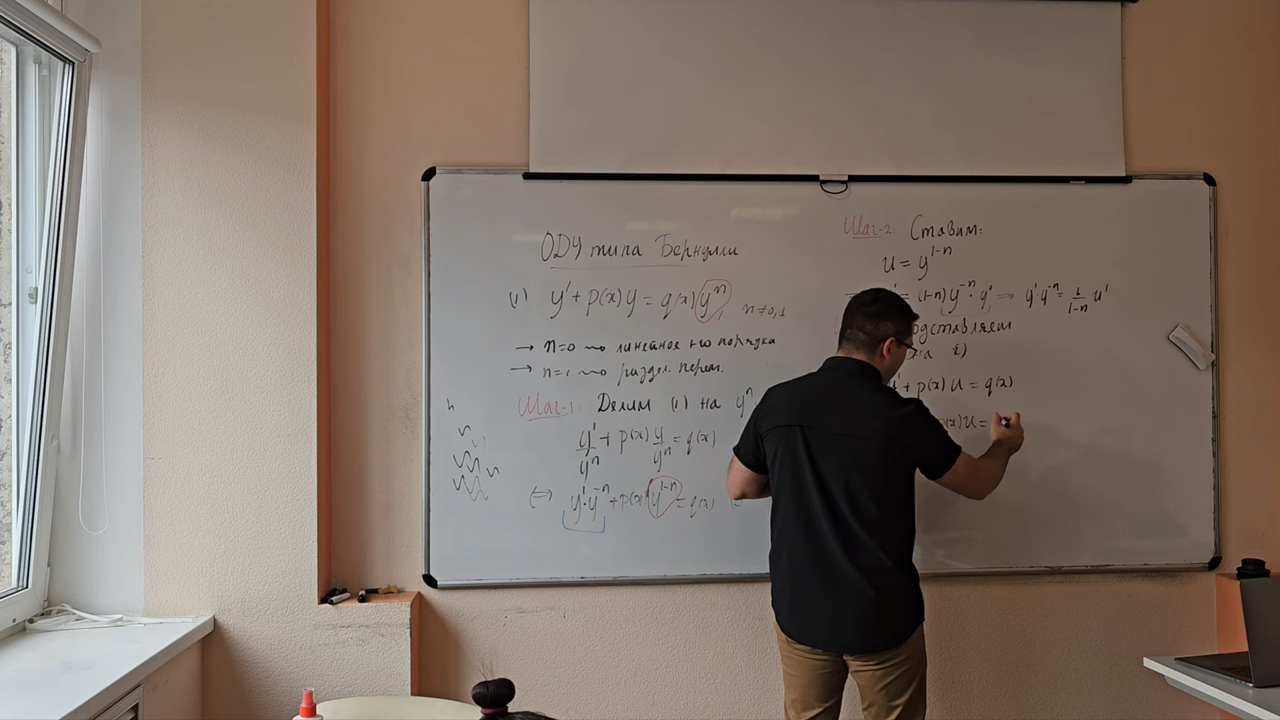 ОДУ типа Бернулли
(1) y' + p(x) y = q(x) yⁿ, n≠0,1
→ n=0 ⇝ линейное 1-го порядка
→ n=1 ⇝ раздел. перем.
Шаг-1: Делим (1) на yⁿ
y'/yⁿ + p(x) y/yⁿ = q(x)
⟺ y'·y⁻ⁿ + p(x) y¹⁻ⁿ = q(x)
Шаг-2: Ставим:
u = y¹⁻ⁿ
' = (1-n) y⁻ⁿ · y' ⟹ y' y⁻ⁿ = 1/(1-n) u'
на
u' + p(x) u = q(x)
p(x) u =